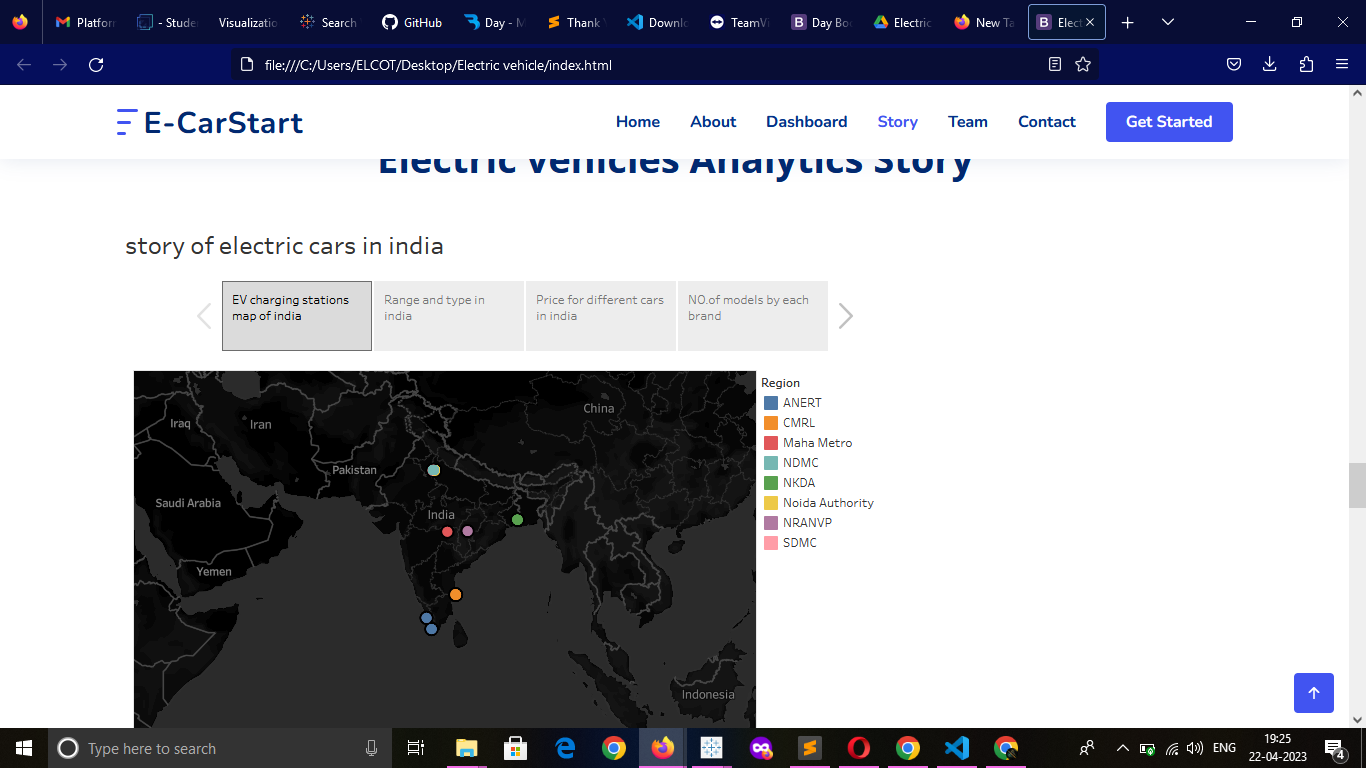 Platform
- Stude
Visualizatio
Search
GitHub
Day - M
Thank
Downlo
TeamVi
Day Boo
Electric
New Ta
Elect
file:///C:/Users/ELCOT/Desktop/Electric vehicle/index.html
E-CarStart
Home
About
Dashboard
Story
Team
Contact
Get Started
Electric Vehicles Analytics Story
story of electric cars in india
EV charging stations
map of india
Range and type in
india
Price for different cars
in india
NO.of models by each
brand
Region
ANERT
CMRL
Maha Metro
NDMC
NKDA
Noida Authority
NRANVP
SDMC
China
Iraq
Iran
Pakistan
Saudi Arabia
India
Yemen
Indonesia
Type here to search
ENG
19:25
22-04-2023
4